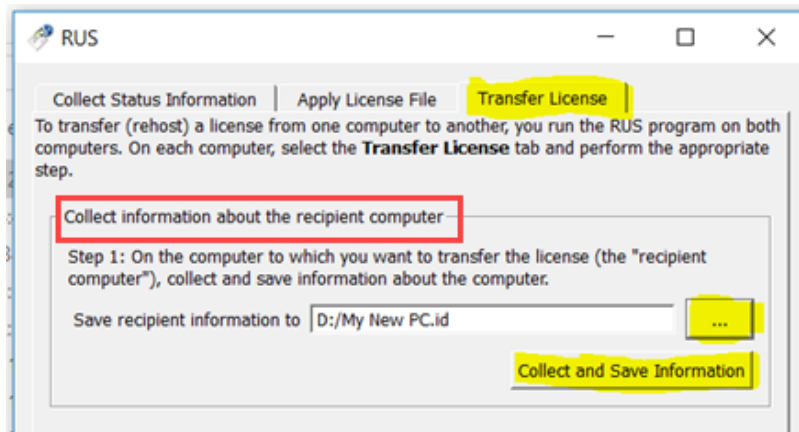 RUS
Collect Status Information Apply License File Transfer License
To transfer (rehost) a license from one computer to another, you run the RUS program on both
computers. On each computer, select the Transfer License tab and perform the appropriate
step.
Collect information about the recipient computer
Step 1: On the computer to which you want to transfer the license (the "recipient
computer"), collect and save information about the computer.
Save recipient information to D:/My New PC.id ...
Collect and Save Information